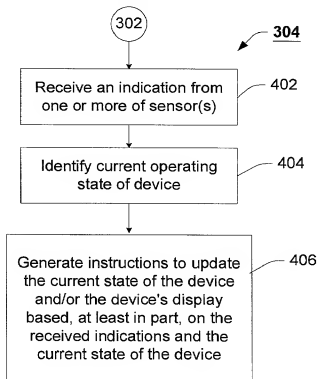 302
304
Receive an indication from
one or more of sensor(s)
402
Identify current operating
state of device
404
Generate instructions to update
the current state of the device
and/or the device's display
based, at least in part, on the
received indications and the
current state of the device
406